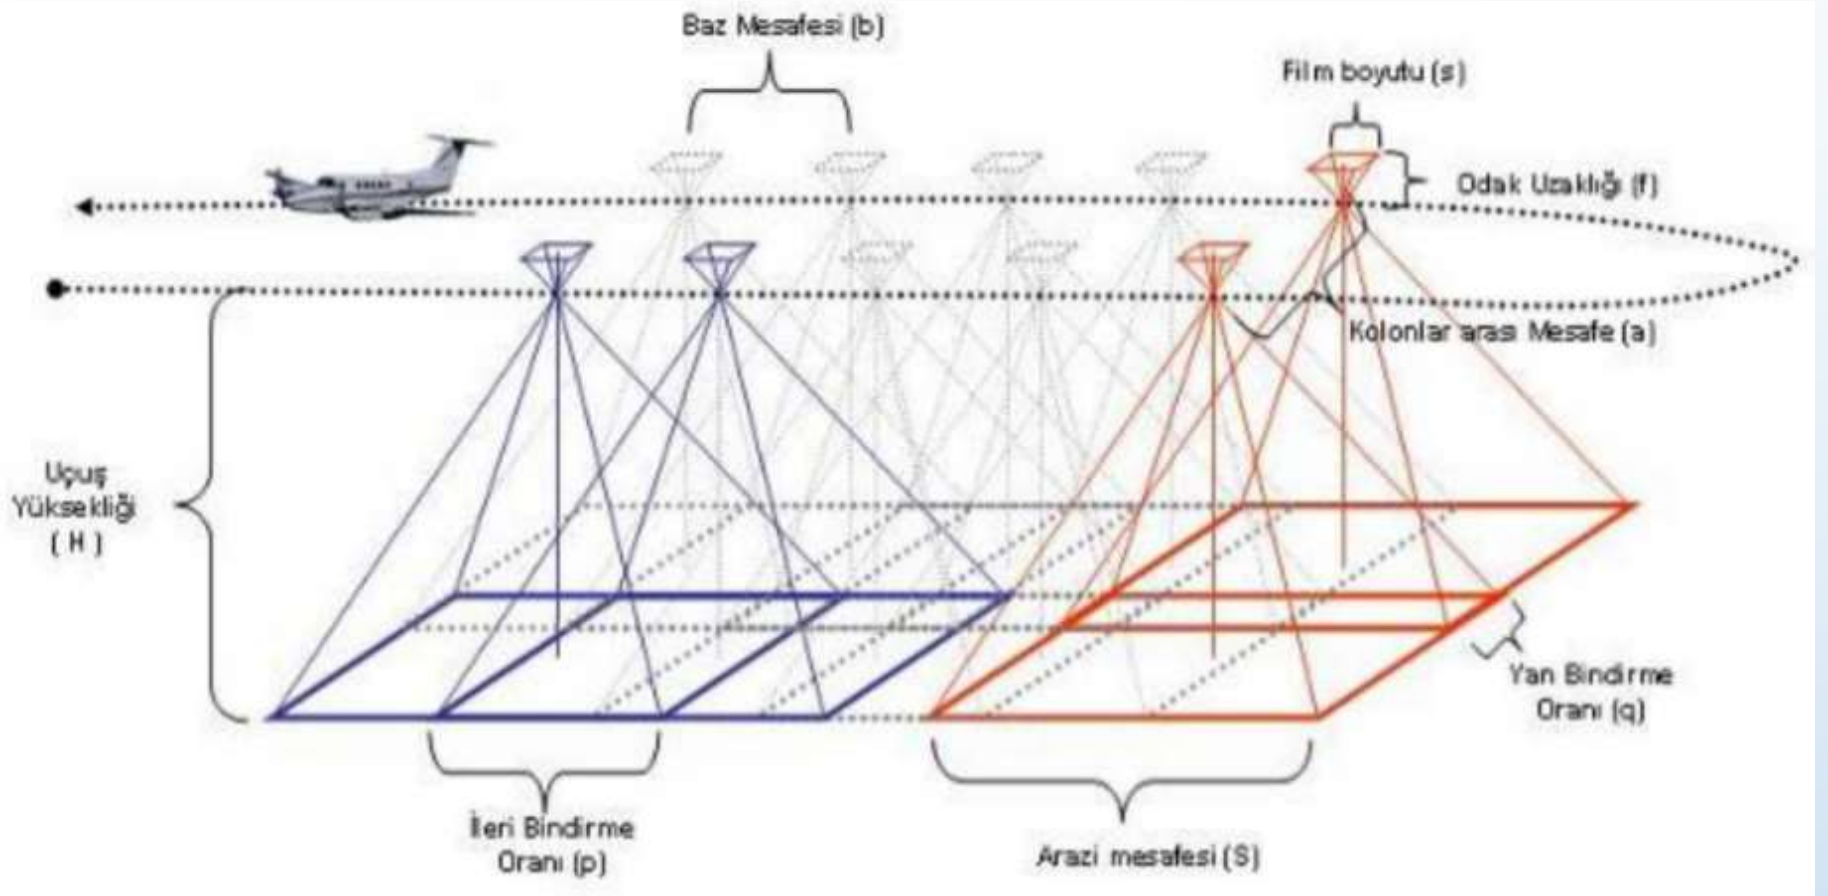 Baz Mesafesi (b)
Film boyutu (s)
Odak Uzaklığı (f)
Kolonlar arası Mesafe (a)
Uçuş
Yüksekliği
( H )
Yan Bindirme
Oranı (q)
İleri Bindirme
Oranı (p)
Arazi mesafesi (S)